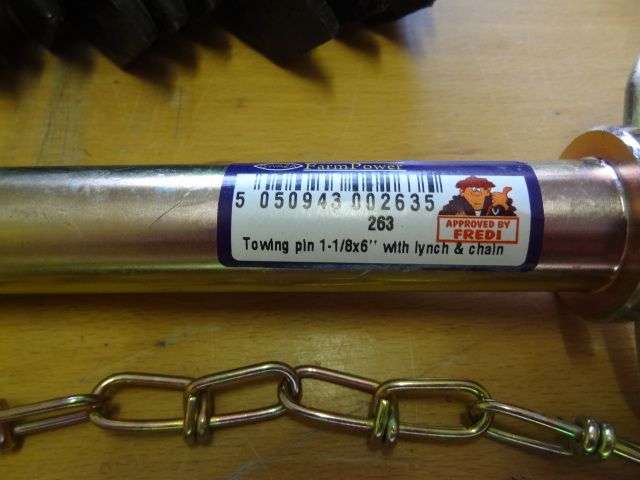 FarmPower
5 050943 002635
263
APPROVED BY
FREDI
Towing pin 1-1/8x6" with lynch & chain